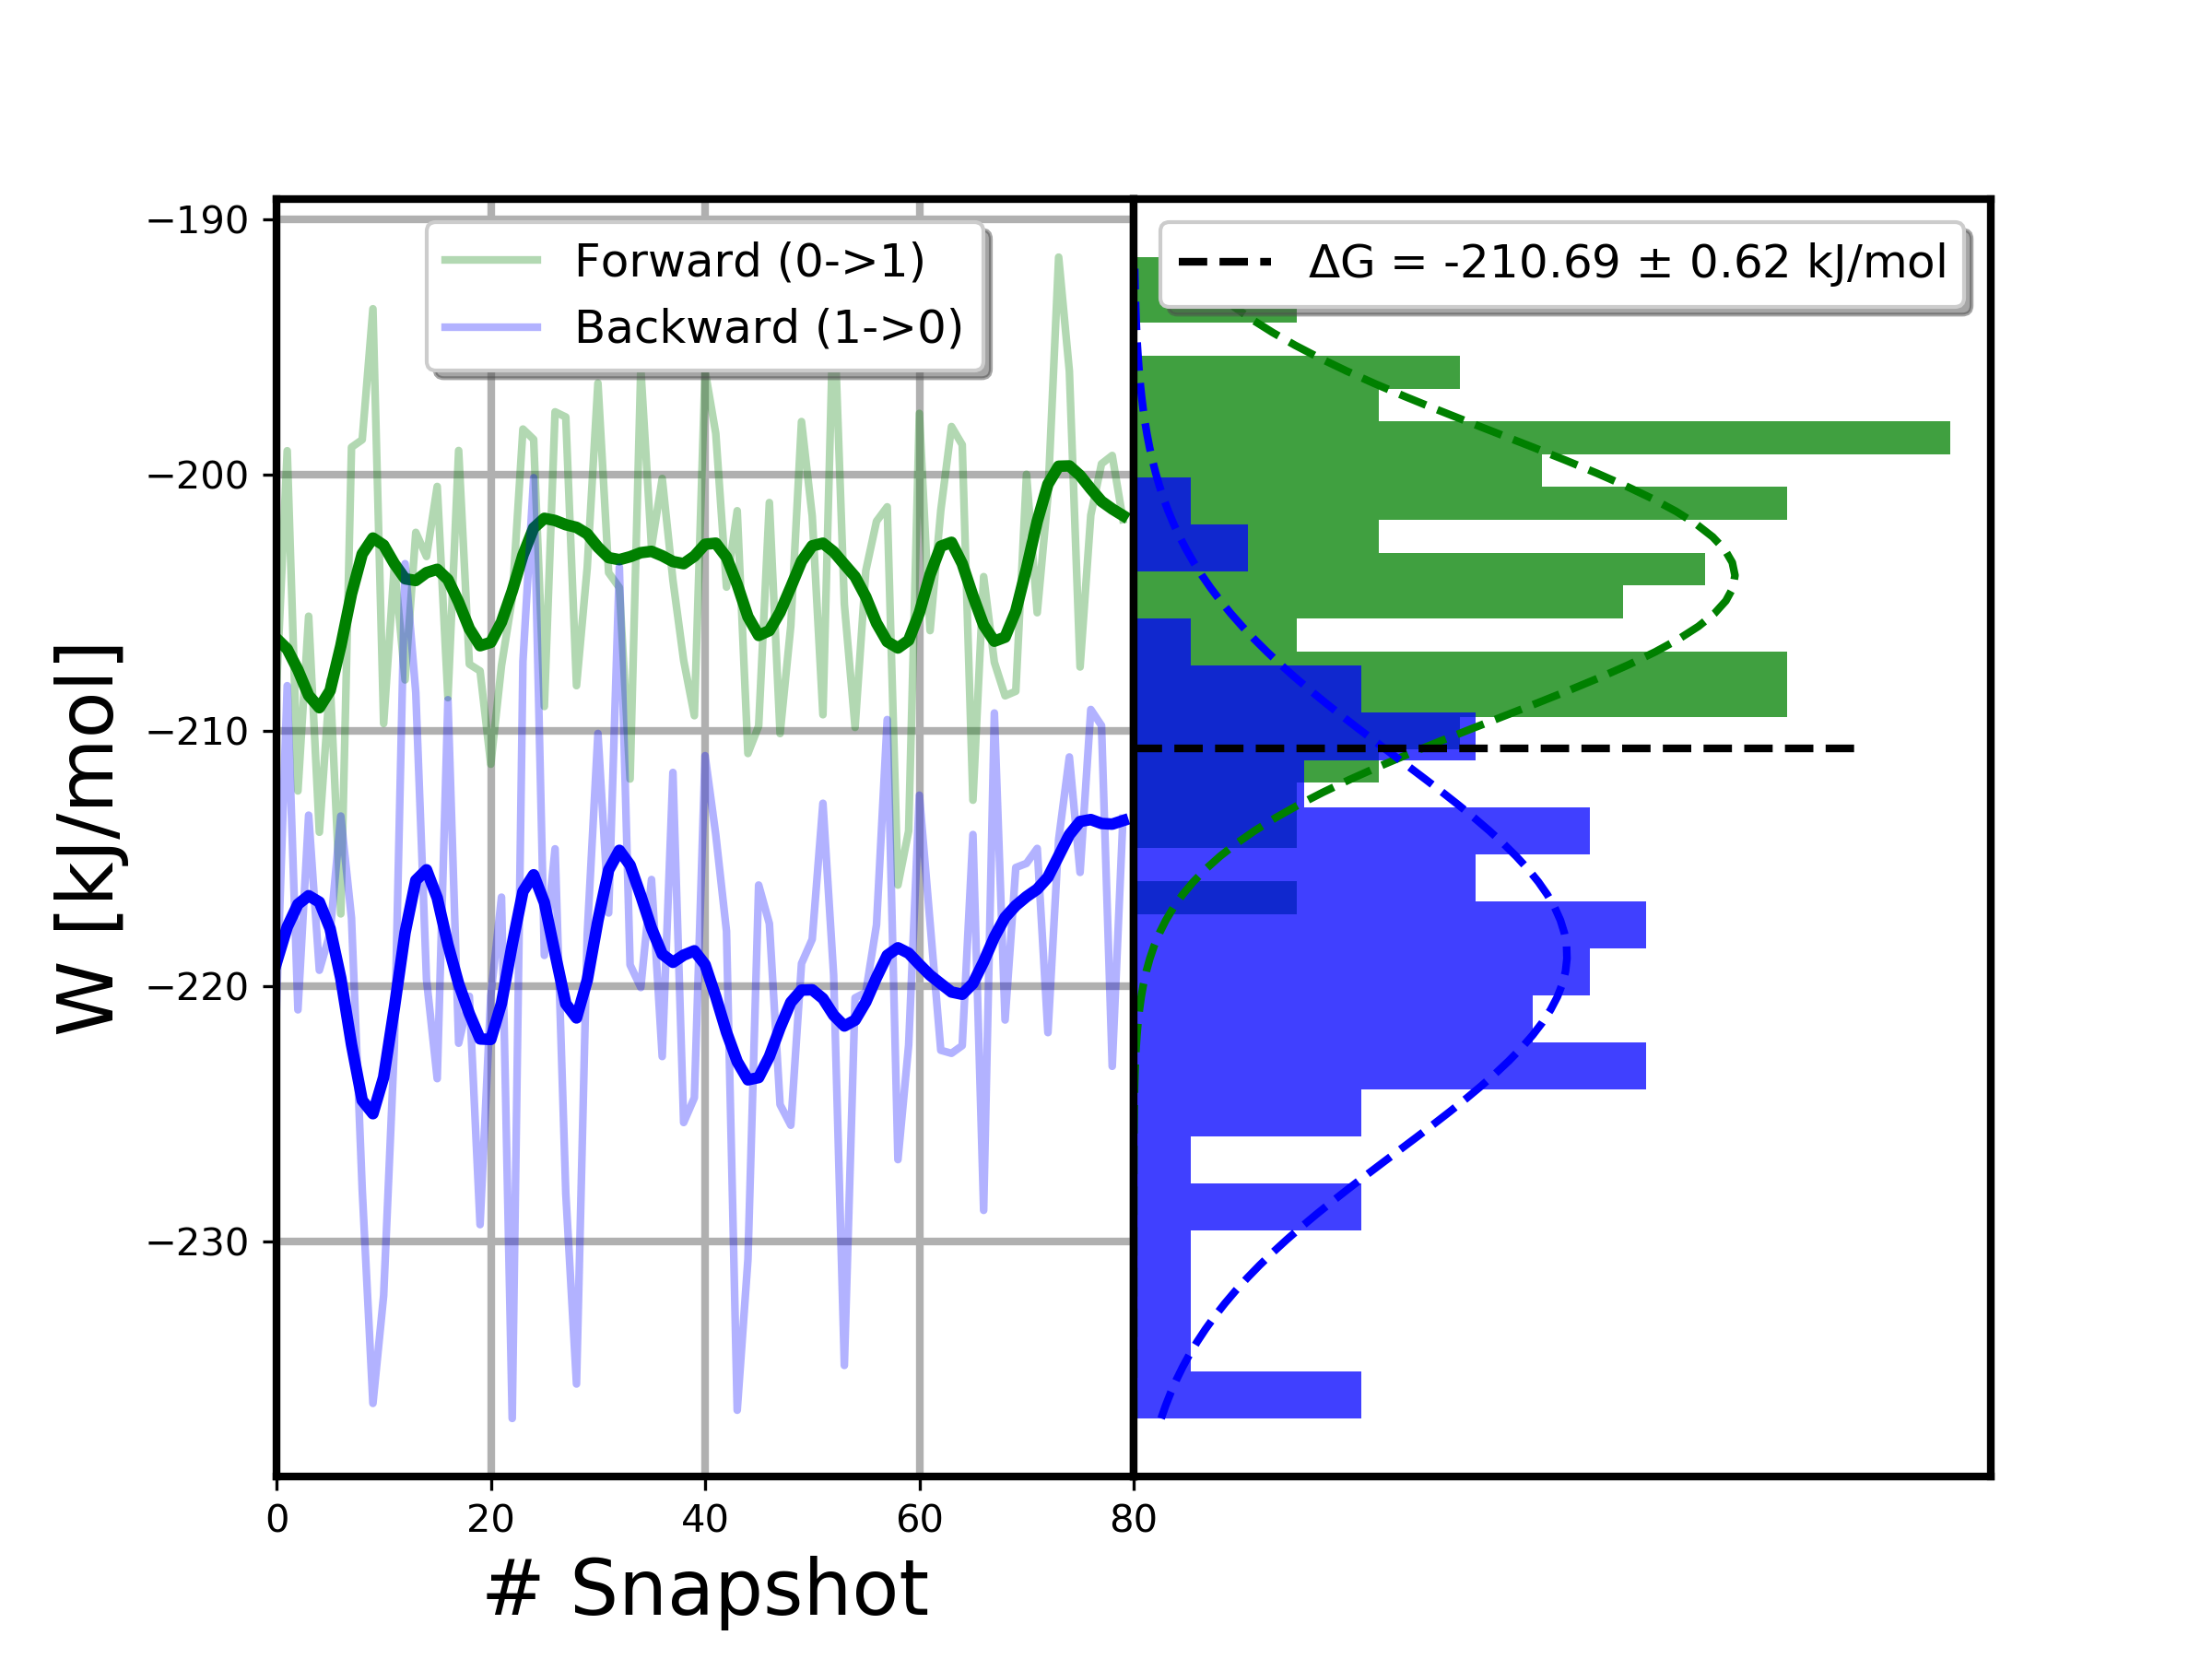 Forward (0->1)
Backward (1->0)
ΔG = -210.69 ± 0.62 kJ/mol
W [kJ/mol]
−190
−200
−210
−220
−230
0
20
40
60
80
# Snapshot